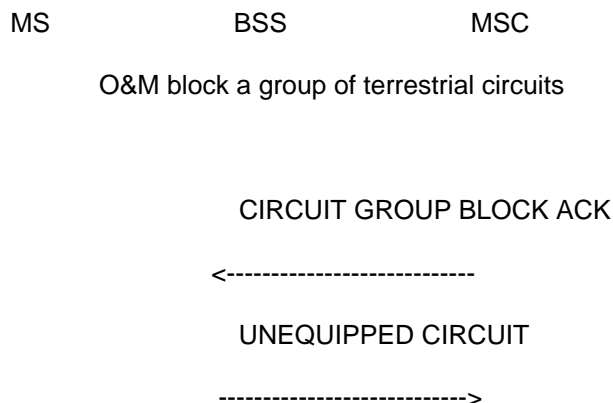 MS BSS MSC
O&M block a group of terrestrial circuits
CIRCUIT GROUP BLOCK ACK
<----------------------------
UNEQUIPPED CIRCUIT
---------------------------->